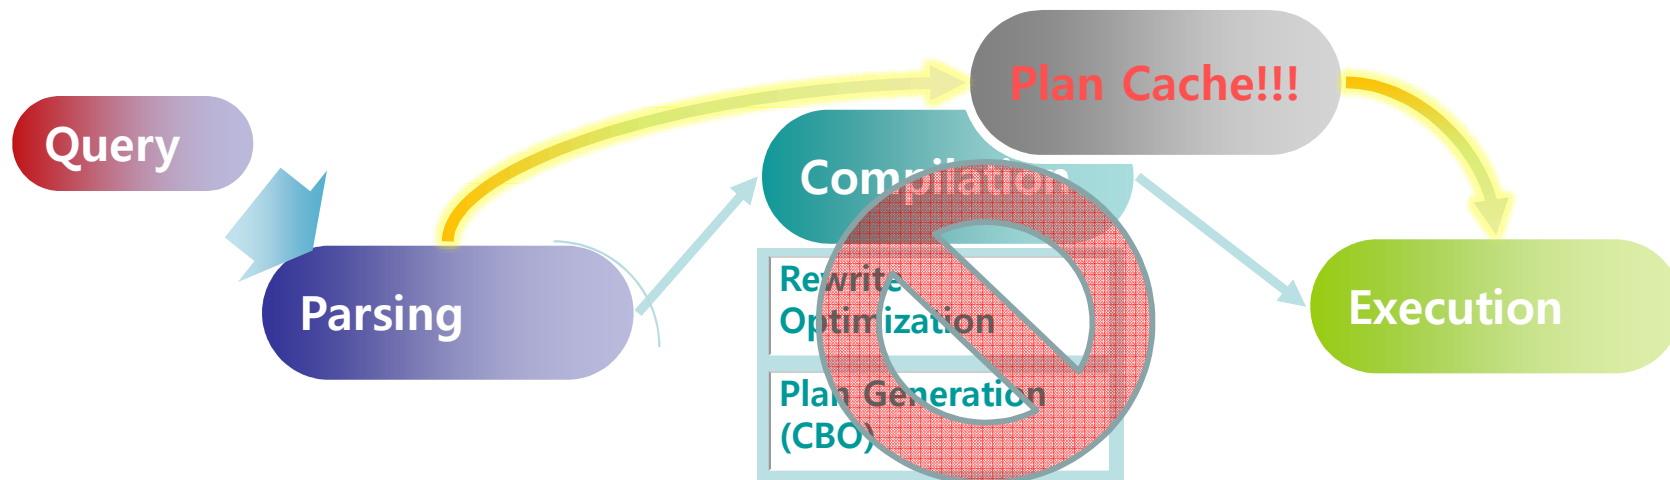 Query
Parsing
Compilation
Rewrite
Optimization
Plan Generation
(CBO)
Plan Cache!!!
Execution